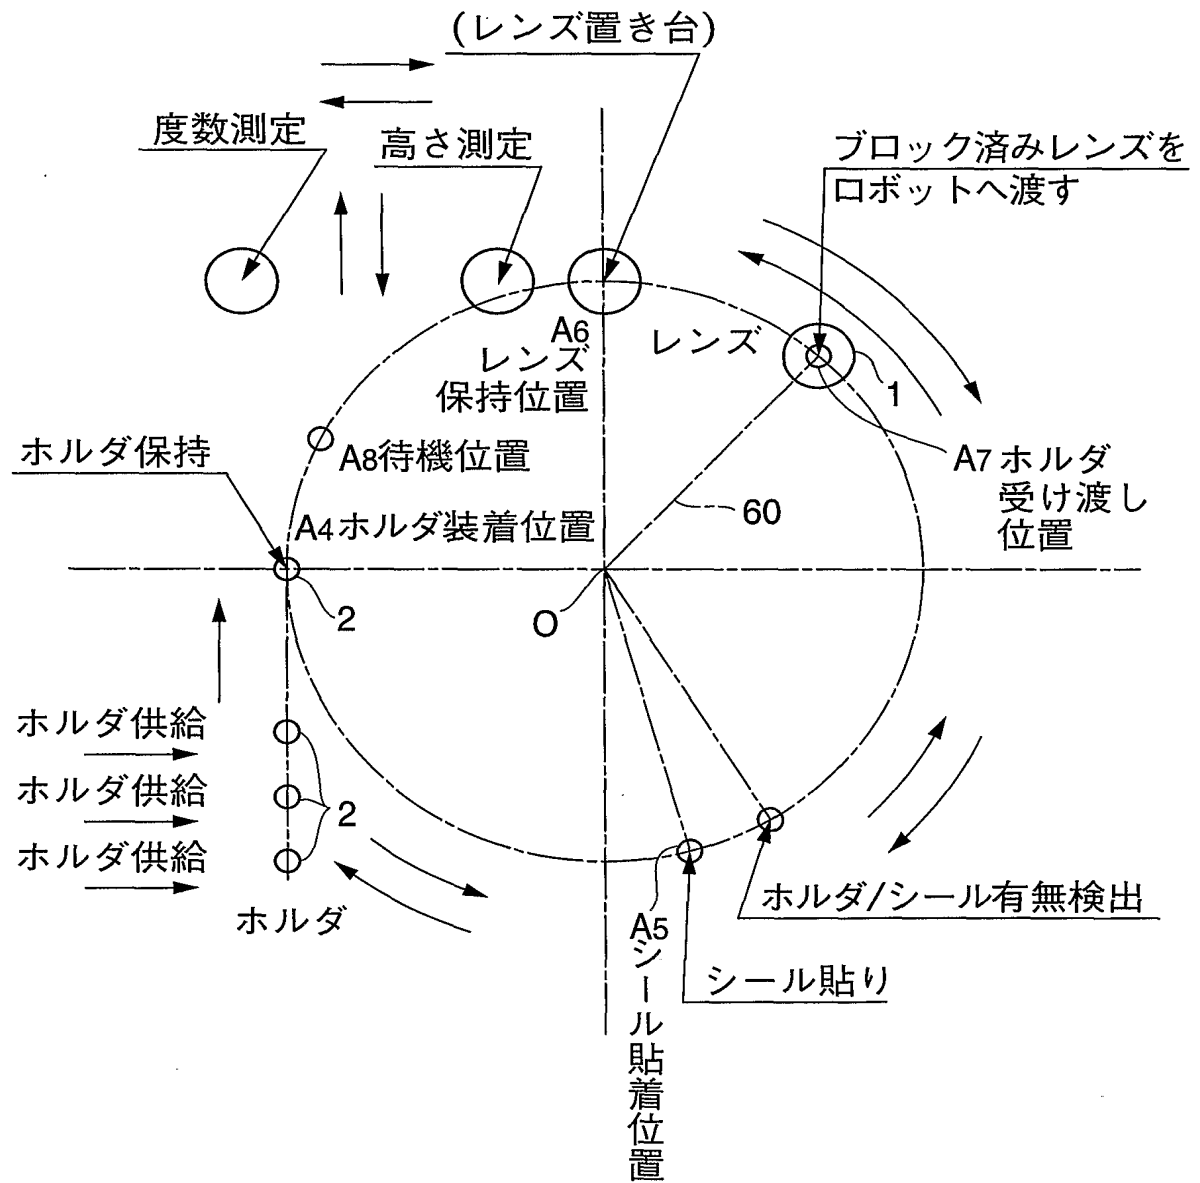 (レンズ置き台)
度数測定
高さ測定
ブロック済みレンズを
ロボットへ渡す
A6
レンズ
保持位置
レンズ
1
ホルダ保持
A8待機位置
A7ホルダ
受け渡し
位置
A4ホルダ装着位置
60
2
O
ホルダ供給
ホルダ供給
ホルダ供給
2
ホルダ
ホルダ/シール有無検出
A5
シール貼着位置
シール貼り